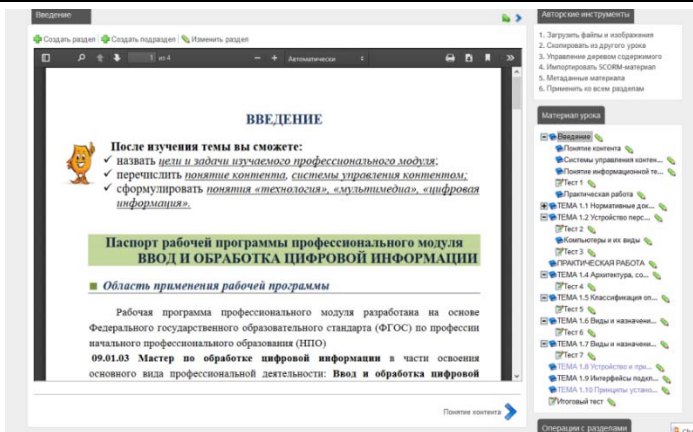 Введение
Создать раздел | Создать подраздел | Изменить раздел
1 из 4
Автоматически
ВВЕДЕНИЕ
После изучения темы вы сможете:
✓ назвать цели и задачи изучаемого профессионального модуля;
✓ перечислить понятие контента, системы управления контентом;
✓ сформулировать понятия «технология», «мультимедиа», «цифровая
информация».
Паспорт рабочей программы профессионального модуля
ВВОД И ОБРАБОТКА ЦИФРОВОЙ ИНФОРМАЦИИ
Область применения рабочей программы
Рабочая программа профессионального модуля разработана на основе
Федерального государственного образовательного стандарта (ФГОС) по профессии
начального профессионального образования (НПО)
09.01.03 Мастер по обработке цифровой информации в части освоения
основного вида профессиональной деятельности: Ввод и обработка цифровой
Понятие контента
Авторские инструменты
1. Загрузить файлы и изображения
2. Скопировать из другого урока
3. Управление деревом содержимого
4. Импортировать SCORM-материал
5. Метаданные материала
6. Применить ко всем разделам
Материал урока
Введение
Понятие контента
Системы управления контен...
Понятие информационной те...
Тест 1
Практическая работа
ТЕМА 1.1 Нормативные док...
ТЕМА 1.2 Устройство перс...
Тест 2
Компьютеры и их виды
Тест 3
ПРАКТИЧЕСКАЯ РАБОТА
ТЕМА 1.4 Архитектура, со...
Тест 4
ТЕМА 1.5 Классификация оп...
Тест 5
ТЕМА 1.6 Виды и назначени...
Тест 6
ТЕМА 1.7 Виды и назначени...
Тест 7
ТЕМА 1.8 Устройство и при...
ТЕМА 1.9 Интерфейсы подкл...
ТЕМА 1.10 Принципы устано...
Итоговый тест
Операции с разделами